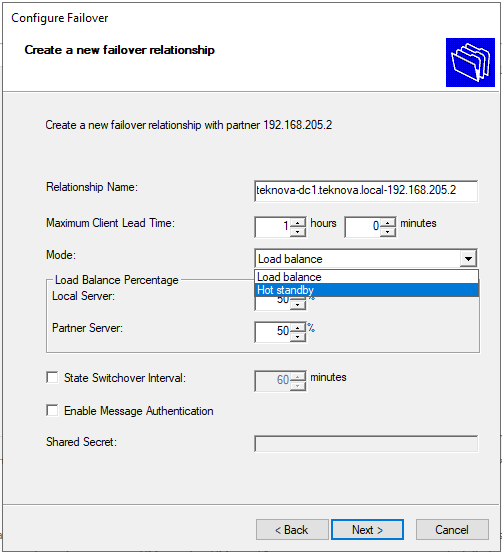 Configure Failover
Create a new failover relationship
Create a new failover relationship with partner 192.168.205.2
Relationship Name: teknova-dc1.teknova.local-192.168.205.2
Maximum Client Lead Time: 1 hours 0 minutes
Mode: Load balance
Load balance
Hot standby
Load Balance Percentage
Local Server: 50 %
Partner Server: 50 %
State Switchover Interval: 60 minutes
Enable Message Authentication
Shared Secret:
< Back Next > Cancel